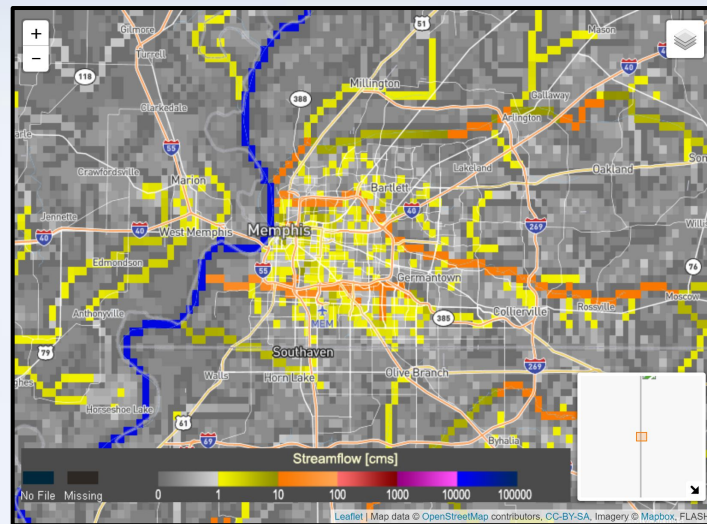 +
−
51
Mason
Gilmore
Turrell
118
Millington
40
388
Gallaway
Clarkedale
Arlington
55
Lakeland
Oakland
Crawfordsville
Marion
Bartlett
40
Jennette
40
40
West Memphis
Memphis
269
55
76
Edmondson
Germantown
Moscow
Anthonyville
MEM
385
Collierville
Rossville
79
Southaven
Walls
Horn Lake
Olive Branch
269
Horseshoe Lake
61
69
Byhalia
Streamflow [cms]
No File Missing 0 1 10 100 1000 10000 100000
Leaflet | Map data © OpenStreetMap contributors, CC-BY-SA, Imagery © Mapbox, FLASH